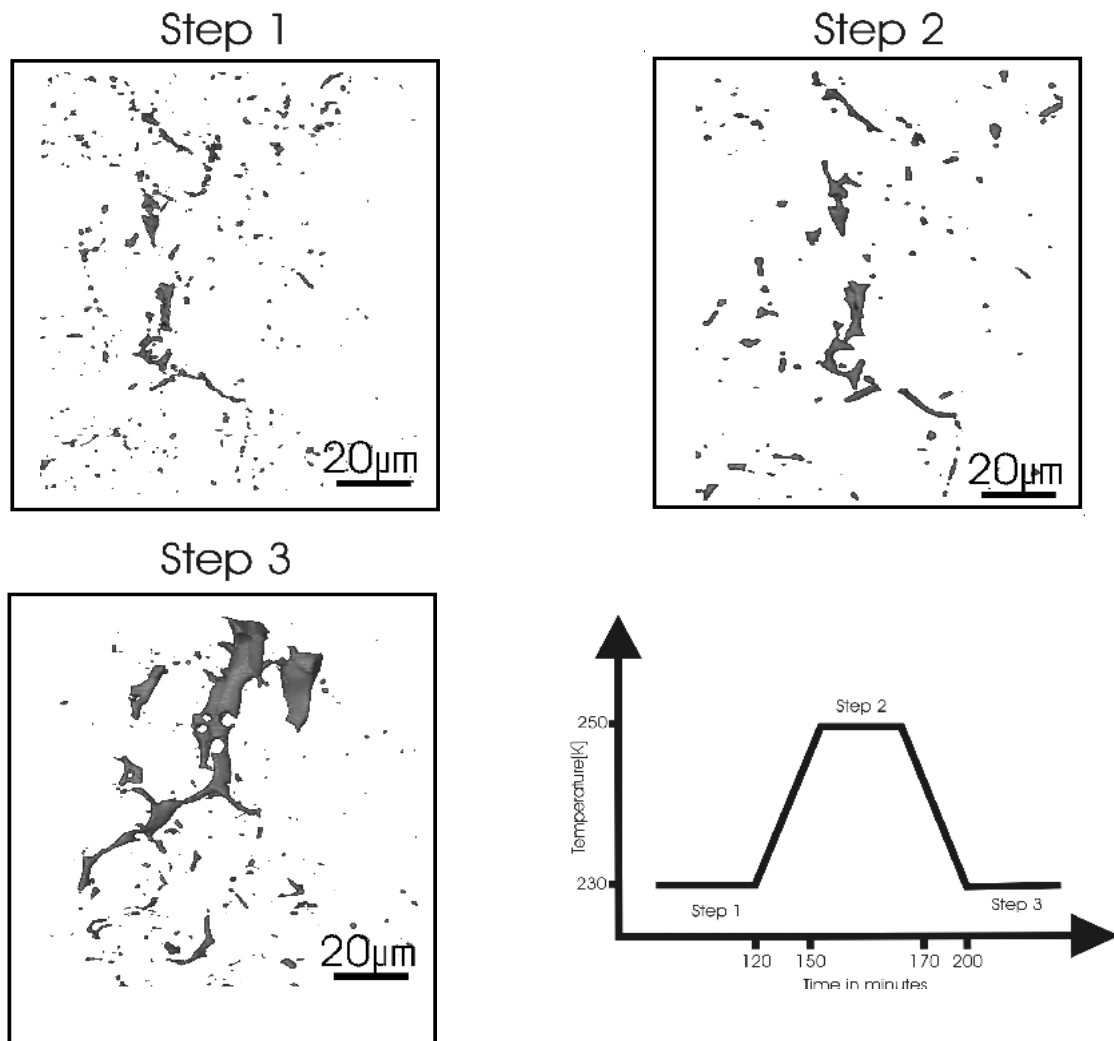 Step 1
Step 2
20µm
20µm
Step 3
20µm
Temperature[K]
250
230
Step 2
Step 1
Step 3
120
150
170
200
Time in minutes